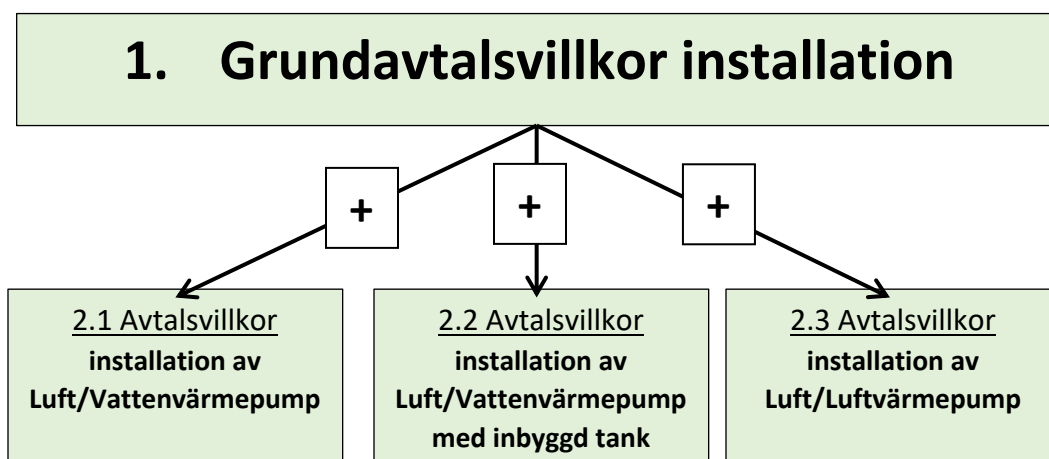 1. Grundavtalsvillkor installation
+
+
+
2.1 Avtalsvillkor
installation av
Luft/Vattenvärmepump
2.2 Avtalsvillkor
installation av
Luft/Vattenvärmepump
med inbyggd tank
2.3 Avtalsvillkor
installation av
Luft/Luftvärmepump